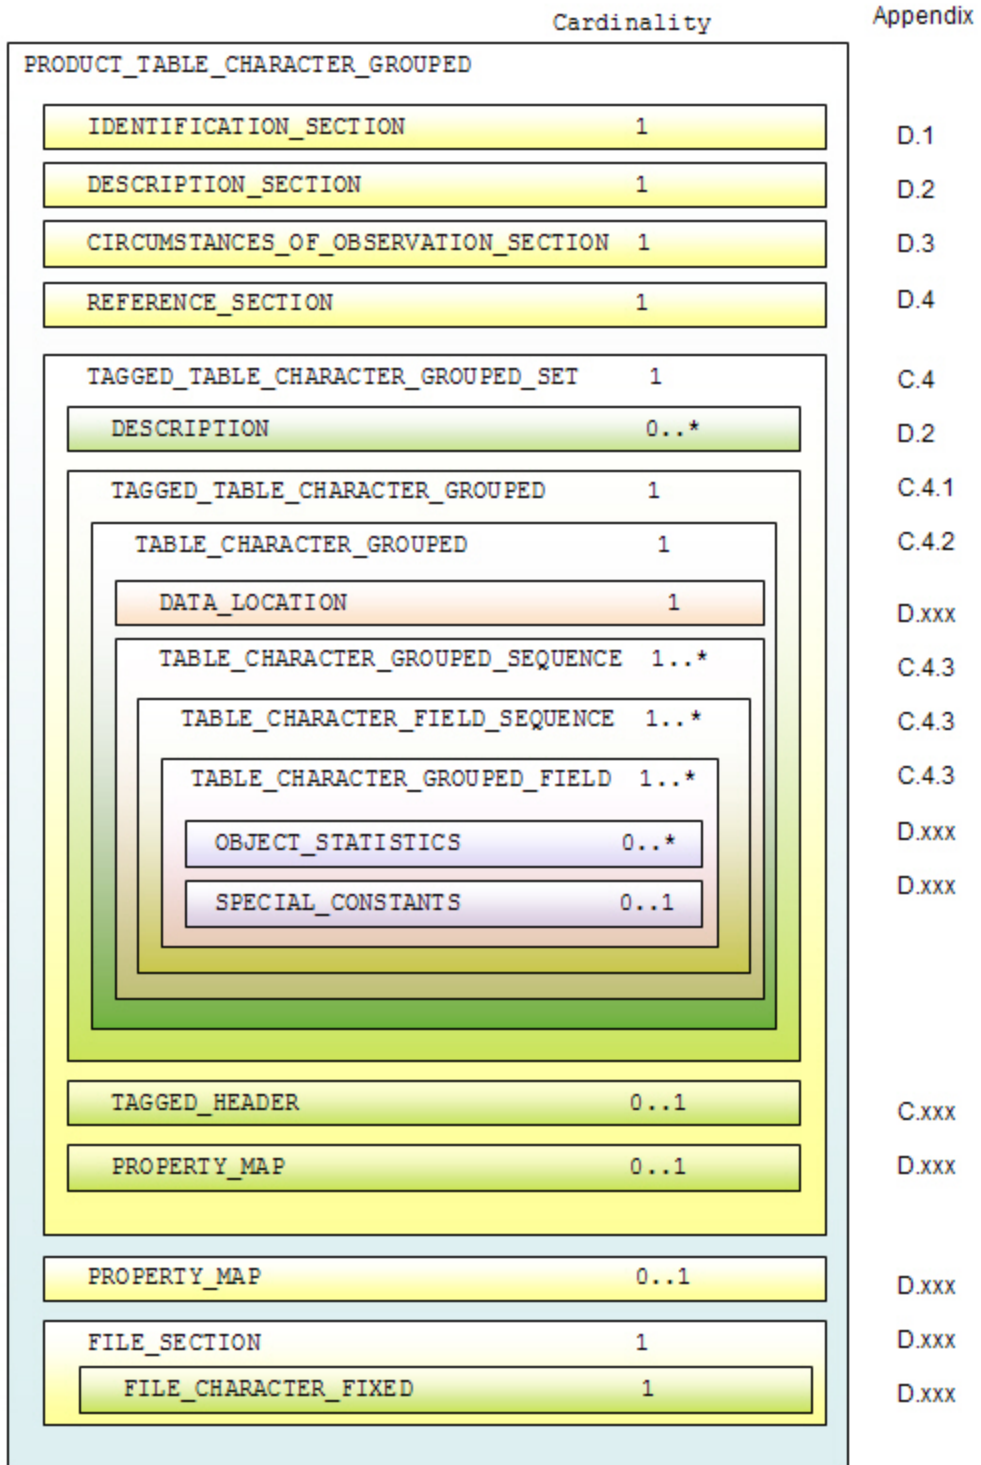 Cardinality Appendix
PRODUCT_TABLE_CHARACTER_GROUPED
IDENTIFICATION_SECTION 1 D.1
DESCRIPTION_SECTION 1 D.2
CIRCUMSTANCES_OF_OBSERVATION_SECTION 1 D.3
REFERENCE_SECTION 1 D.4
TAGGED_TABLE_CHARACTER_GROUPED_SET 1 C.4
DESCRIPTION 0..* D.2
TAGGED_TABLE_CHARACTER_GROUPED 1 C.4.1
TABLE_CHARACTER_GROUPED 1 C.4.2
DATA_LOCATION 1 D.xxx
TABLE_CHARACTER_GROUPED_SEQUENCE 1..* C.4.3
TABLE_CHARACTER_FIELD_SEQUENCE 1..* C.4.3
TABLE_CHARACTER_GROUPED_FIELD 1..* C.4.3
OBJECT_STATISTICS 0..* D.xxx
SPECIAL_CONSTANTS 0..1 D.xxx
TAGGED_HEADER 0..1 C.xxx
PROPERTY_MAP 0..1 D.xxx
PROPERTY_MAP 0..1 D.xxx
FILE_SECTION 1 D.xxx
FILE_CHARACTER_FIXED 1 D.xxx